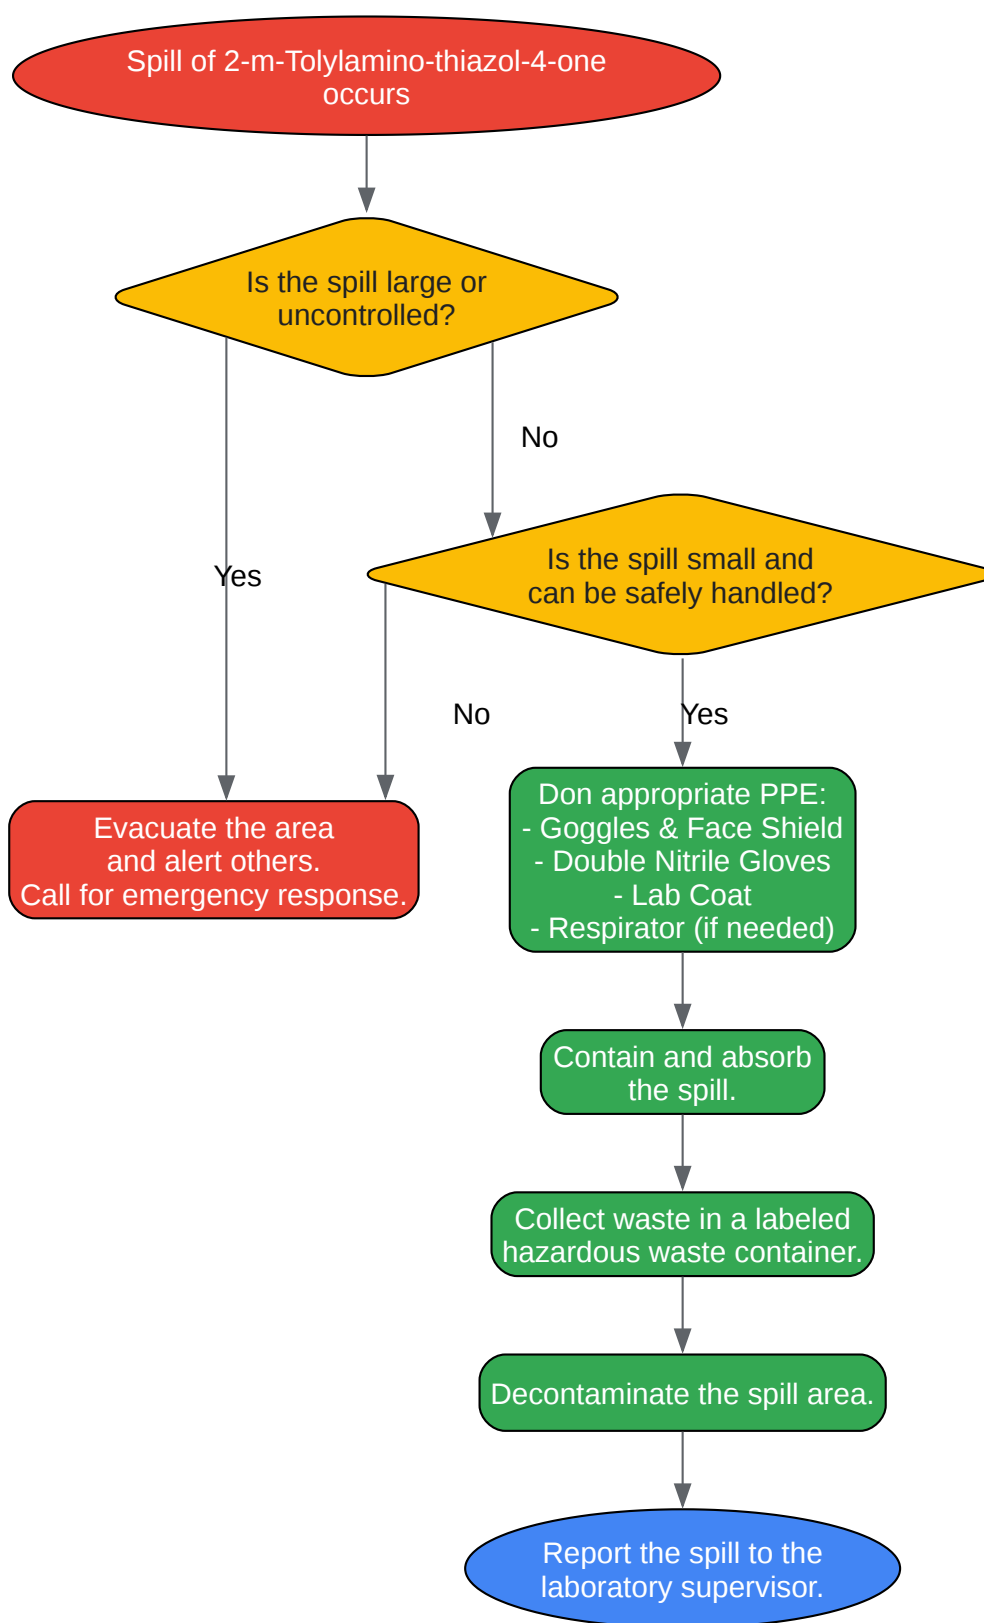 Spill of 2-m-Tolylamino-thiazol-4-one
occurs
Is the spill large or
uncontrolled?
No
Is the spill small and
can be safely handled?
Yes
No
Yes
Don appropriate PPE:
- Goggles & Face Shield
- Double Nitrile Gloves
- Lab Coat
- Respirator (if needed)
Evacuate the area
and alert others.
Call for emergency response.
Contain and absorb
the spill.
Collect waste in a labeled
hazardous waste container.
Decontaminate the spill area.
Report the spill to the
laboratory supervisor.